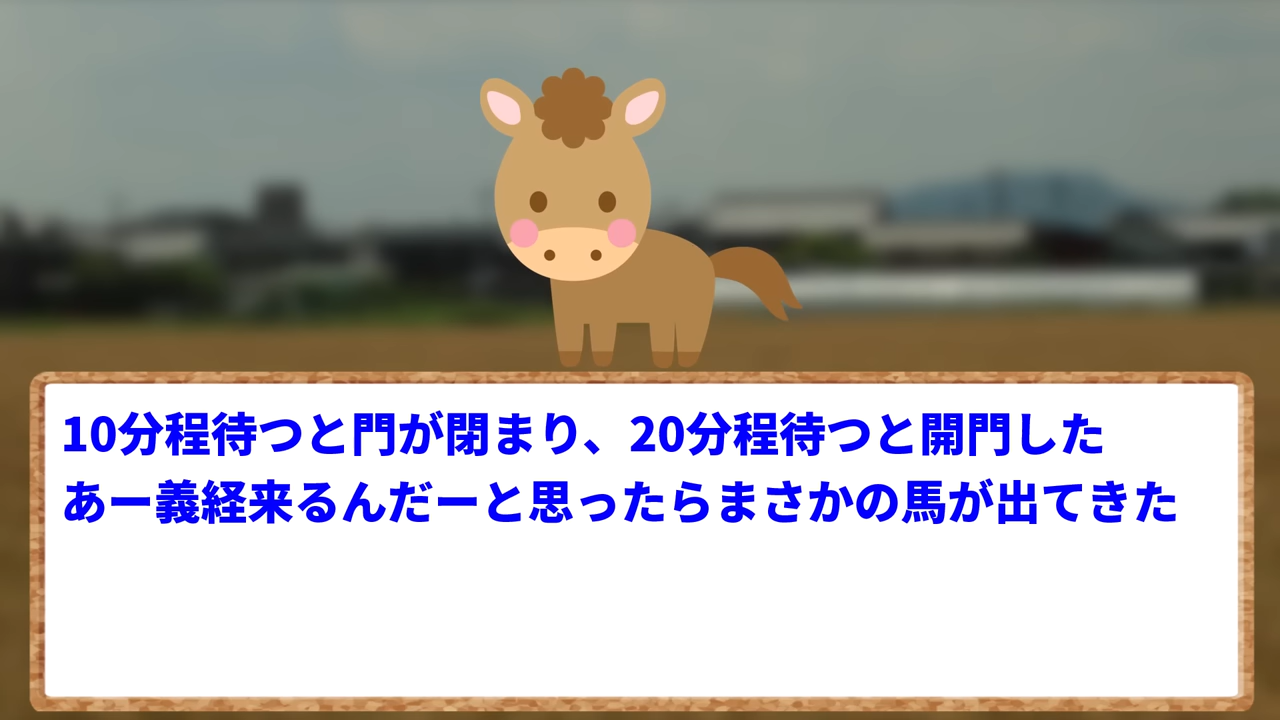 10分程待つと門が閉まり、20分程待つと開門した
あー義経来るんだーと思ったらまさかの馬が出てきた